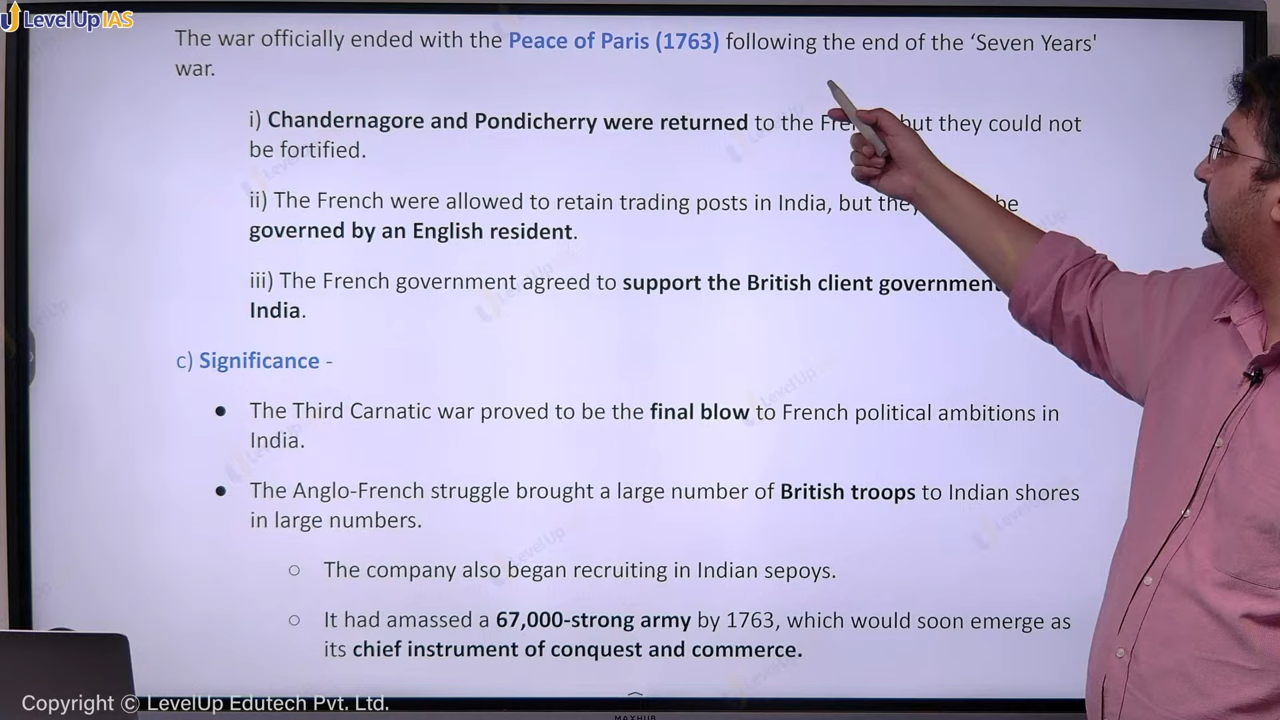 LevelUp IAS
The war officially ended with the Peace of Paris (1763) following the end of the ‘Seven Years'
war.
i) Chandernagore and Pondicherry were returned to the but they could not
be fortified.
ii) The French were allowed to retain trading posts in India, but be
governed by an English resident.
iii) The French government agreed to support the British client
India.
c) Significance -
● The Third Carnatic war proved to be the final blow to French political ambitions in
India.
● The Anglo-French struggle brought a large number of British troops to Indian shores
in large numbers.
○ The company also began recruiting in Indian sepoys.
○ It had amassed a 67,000-strong army by 1763, which would soon emerge as
its chief instrument of conquest and commerce.
Copyright © LevelUp Edutech Pvt. Ltd.
MAXHUB